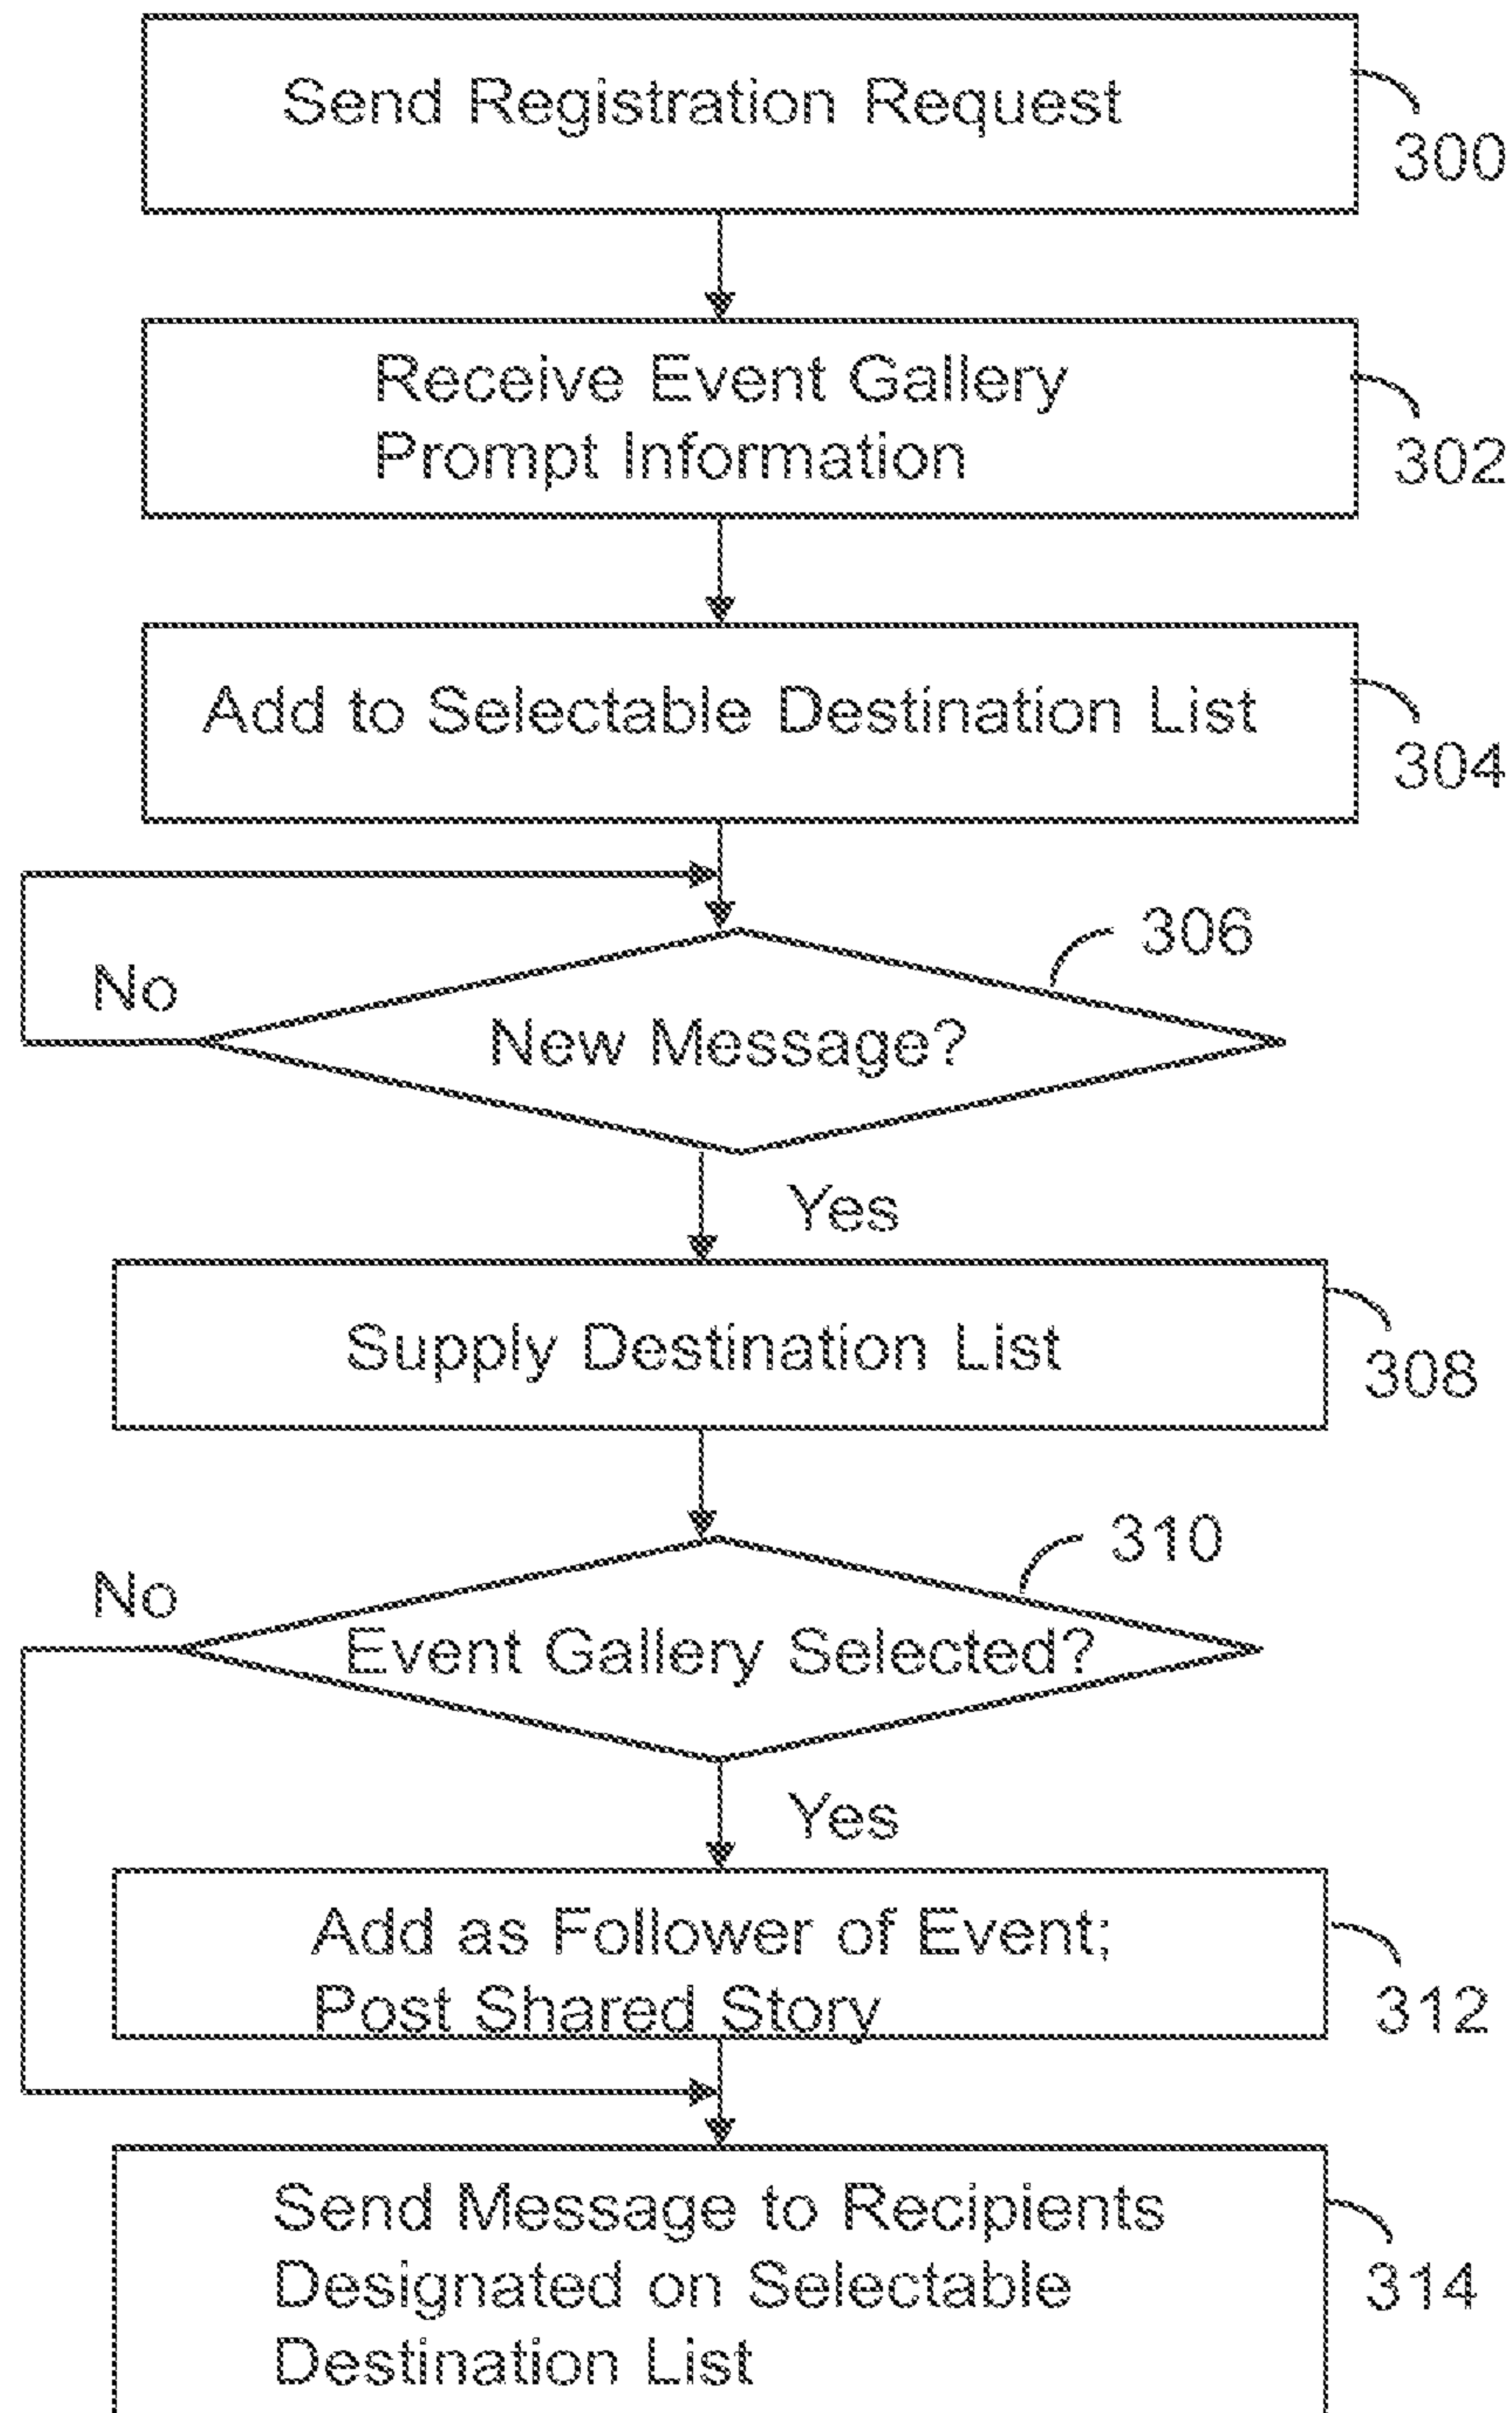 Send Registration Request
300
Receive Event Gallery
Prompt Information
302
Add to Selectable Destination List
304
306
No
New Message?
Yes
Supply Destination List
308
310
No
Event Gallery Selected?
Yes
Add as Follower of Event;
Post Shared Story
312
Send Message to Recipients
Designated on Selectable
Destination List
314